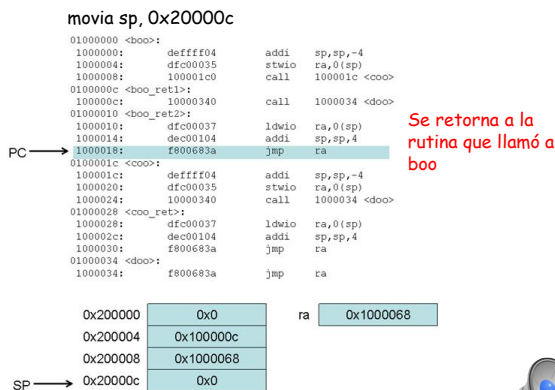 movia sp, 0x20000c
01000000 <boo>:
1000000: deffff04 addi sp,sp,-4
1000004: dfc00035 stwio ra,0(sp)
1000008: 100001c0 call 100001c <coo>
0100000c <boo_ret1>:
100000c: 10000340 call 1000034 <doo>
01000010 <boo_ret2>:
1000010: dfc00037 ldwio ra,0(sp)
1000014: dec00104 addi sp,sp,4
PC 1000018: f800683a jmp ra
0100001c <coo>:
100001c: deffff04 addi sp,sp,-4
1000020: dfc00035 stwio ra,0(sp)
1000024: 10000340 call 1000034 <doo>
01000028 <coo_ret>:
1000028: dfc00037 ldwio ra,0(sp)
100002c: dec00104 addi sp,sp,4
1000030: f800683a jmp ra
01000034 <doo>:
1000034: f800683a jmp ra
Se retorna a la
rutina que llamó a
boo
0x200000 0x0 ra 0x1000068
0x200004 0x100000c
0x200008 0x1000068
SP 0x20000c 0x0